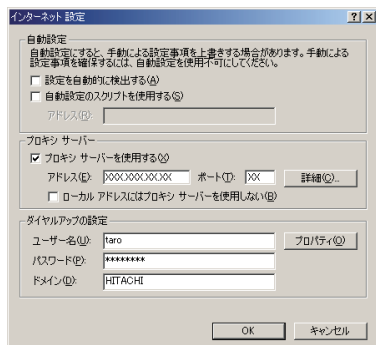 インターネット 設定
自動設定
自動設定にすると、手動による設定事項を上書きする場合があります。手動による
設定事項を確保するには、自動設定を使用不可にしてください。
設定を自動的に検出する(A)
自動設定のスクリプトを使用する(S)
アドレス(R):
プロキシ サーバー
プロキシ サーバーを使用する(X)
アドレス(E): XXX.XXX.XX.XX ポート(T): XX 詳細(C)...
ローカル アドレスにはプロキシ サーバーを使用しない(B)
ダイヤルアップの設定
ユーザー名(U): taro プロパティ(O)
パスワード(P): ********
ドメイン(D): HITACHI
OK キャンセル